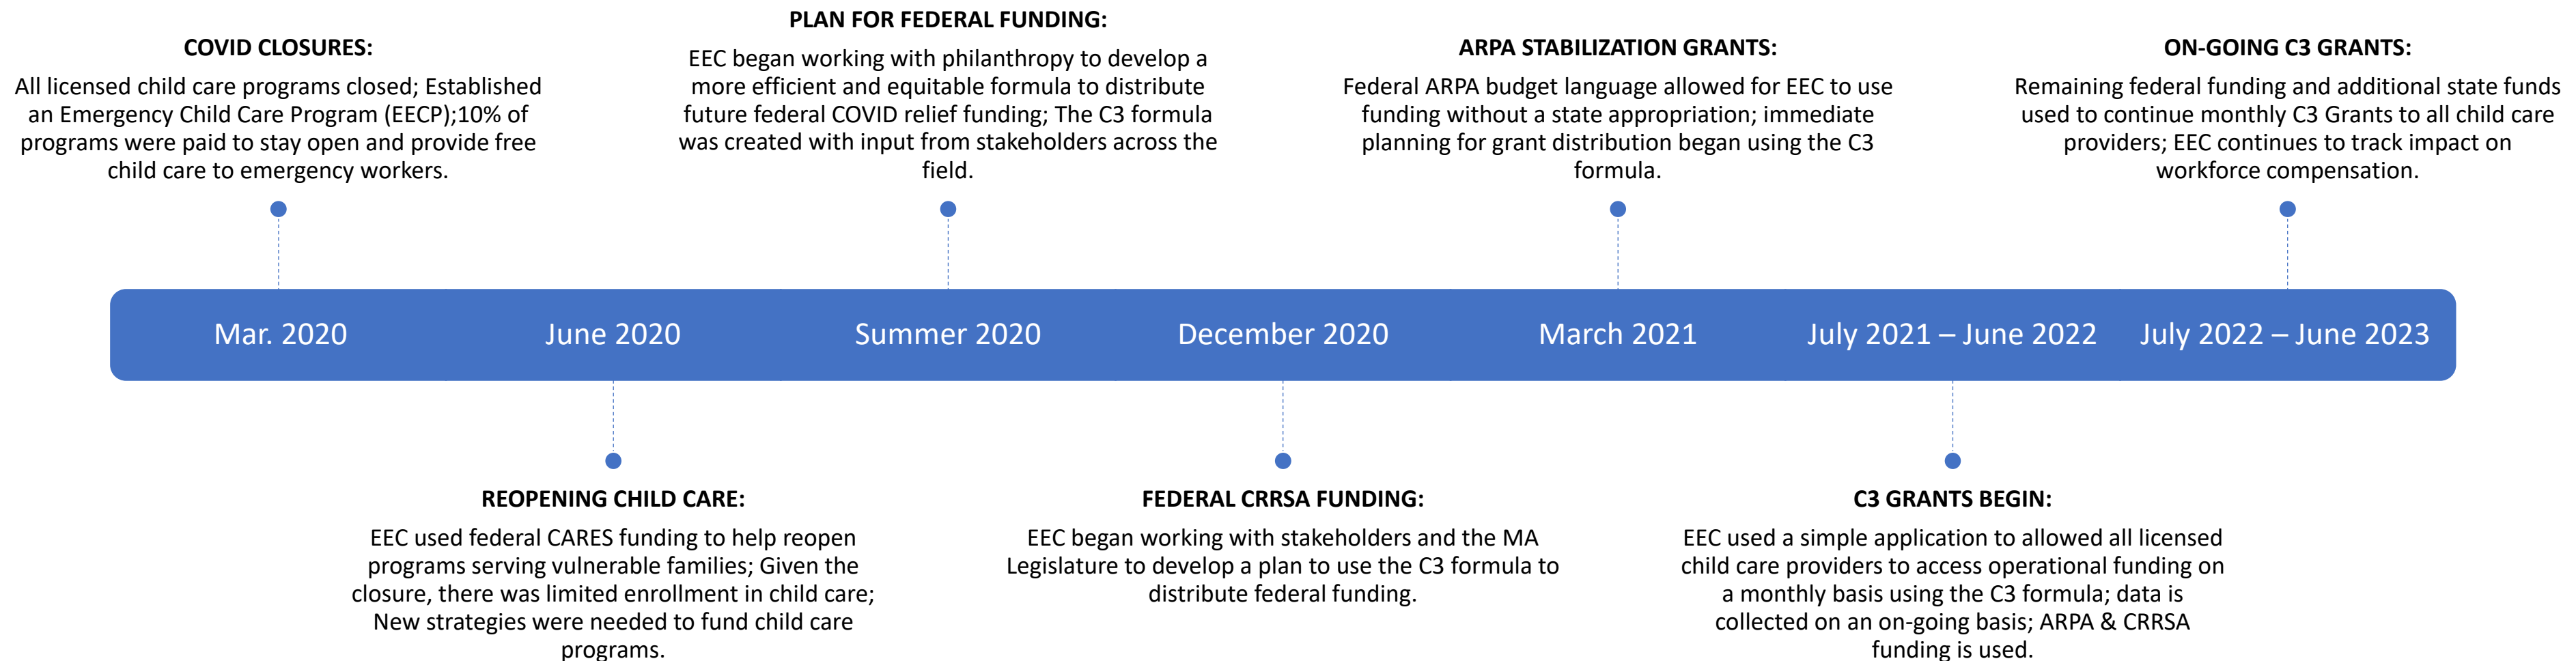 COVID CLOSURES:
All licensed child care programs closed; Established
an Emergency Child Care Program (EECP);10% of
programs were paid to stay open and provide free
child care to emergency workers.
PLAN FOR FEDERAL FUNDING:
EEC began working with philanthropy to develop a
more efficient and equitable formula to distribute
future federal COVID relief funding; The C3 formula
was created with input from stakeholders across the
field.
ARPA STABILIZATION GRANTS:
Federal ARPA budget language allowed for EEC to use
funding without a state appropriation; immediate
planning for grant distribution began using the C3
formula.
ON-GOING C3 GRANTS:
Remaining federal funding and additional state funds
used to continue monthly C3 Grants to all child care
providers; EEC continues to track impact on
workforce compensation.
Mar. 2020
June 2020
Summer 2020
December 2020
March 2021
July 2021 – June 2022
July 2022 – June 2023
REOPENING CHILD CARE:
EEC used federal CARES funding to help reopen
programs serving vulnerable families; Given the
closure, there was limited enrollment in child care;
New strategies were needed to fund child care
programs.
FEDERAL CRRSA FUNDING:
EEC began working with stakeholders and the MA
Legislature to develop a plan to use the C3 formula to
distribute federal funding.
C3 GRANTS BEGIN:
EEC used a simple application to allowed all licensed
child care providers to access operational funding on
a monthly basis using the C3 formula; data is
collected on an on-going basis; ARPA & CRRSA
funding is used.